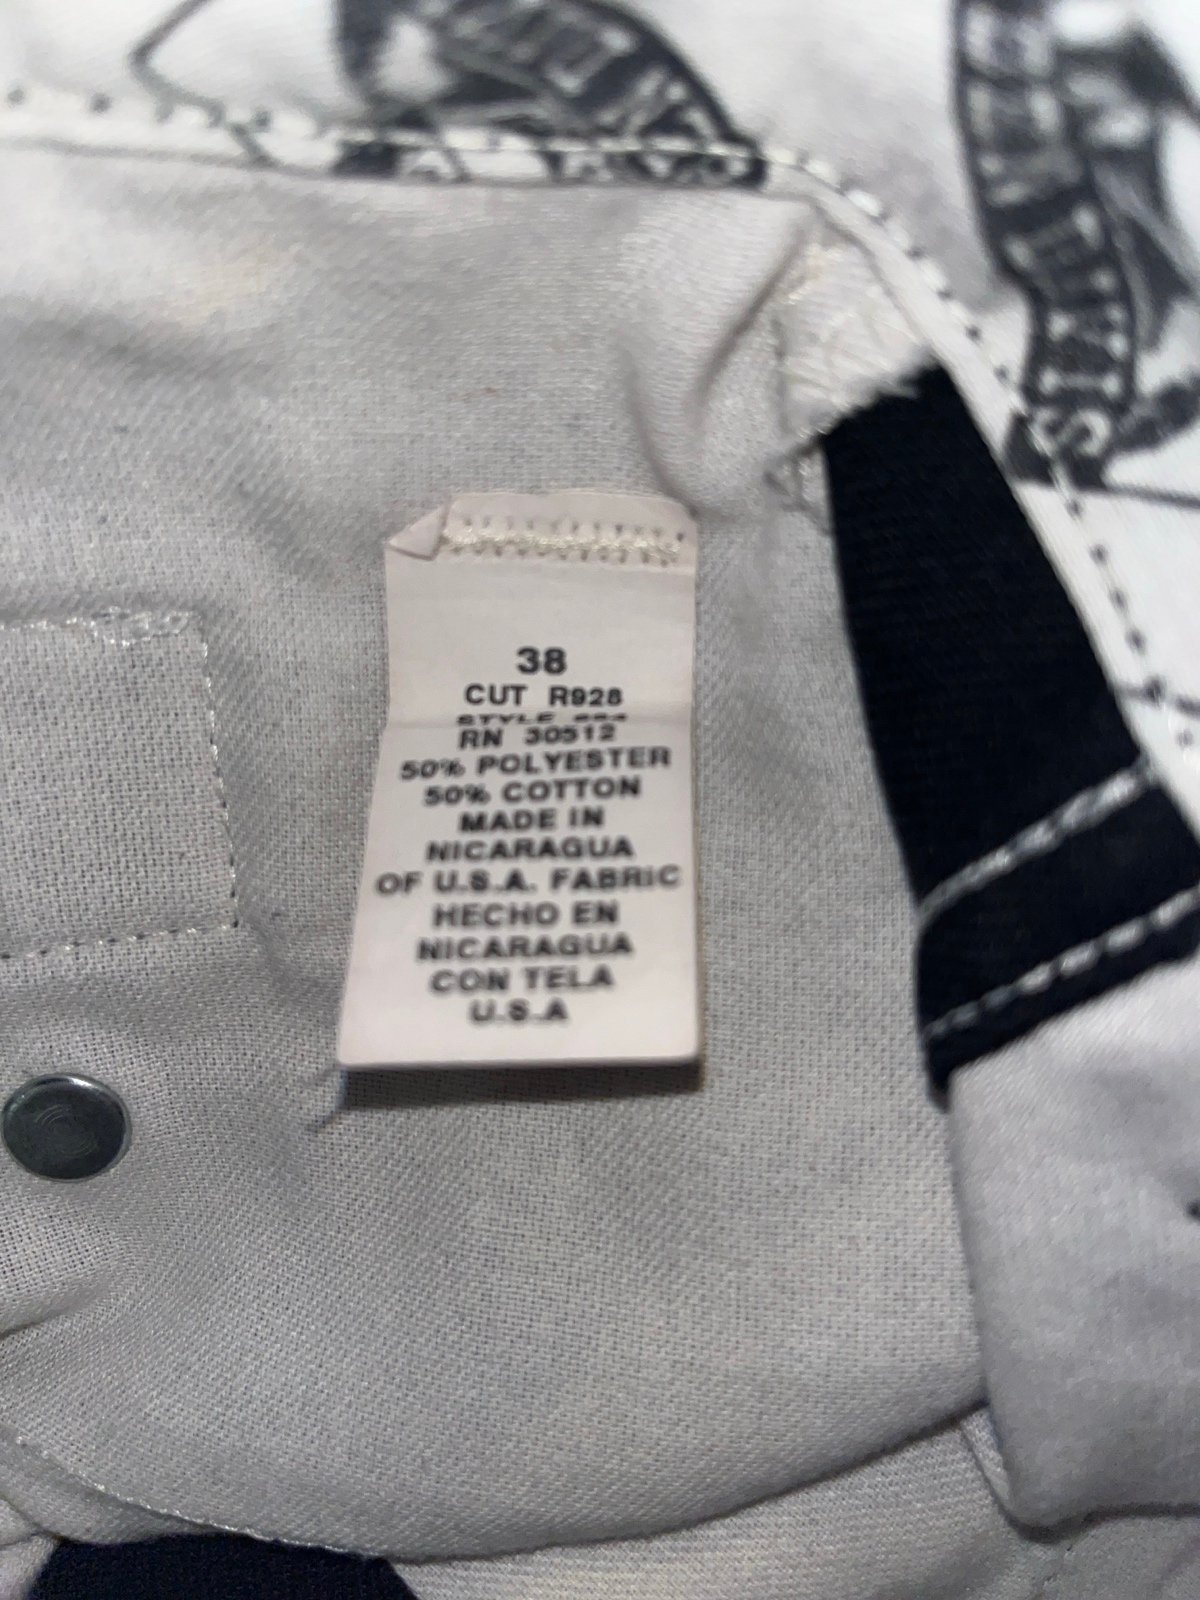 38
CUT R928
STYLE
RN 30512
50% POLYESTER
50% COTTON
MADE IN
NICARAGUA
OF U.S.A. FABRIC
HECHO EN
NICARAGUA
CON TELA
U.S.A